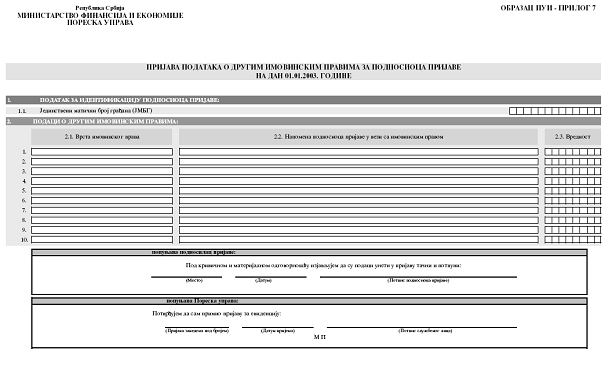 Република Србија
МИНИСТАРСТВО ФИНАНСИЈА И ЕКОНОМИЈЕ
ПОРЕСКА УПРАВА
ОБРАЗАЦ ПУИ - ПРИЛОГ 7
ПРИЈАВА ПОДАТАКА О ДРУГИМ ИМОВИНСКИМ ПРАВИМА ЗА ПОДНОСИОЦА ПРИЈАВЕ
НА ДАН 01.01.2003. ГОДИНЕ
1. ПОДАТАК ЗА ИДЕНТИФИКАЦИЈУ ПОДНОСИОЦА ПРИЈАВЕ:
1.1. Јединствени матични број грађана (ЈМБГ)
2. ПОДАЦИ О ДРУГИМ ИМОВИНСКИМ ПРАВИМА:
2.1. Врста имовинског права 2.2. Напомена подносиоца пријаве у вези са имовинским правом 2.3. Вредност
1.
2.
3.
4.
5.
6.
7.
8.
9.
10.
попуњава подносилац пријаве:
Под кривичном и материјалном одговорношћу изјављујем да су подаци унети у пријаву тачни и потпуни:
(Место) (Датум) (Потпис подносиоца пријаве)
попуњава Пореска управа:
Потврђујем да сам примио пријаву за евиденцију:
(Пријава заведена под бројем) (Датум пријема) (Потпис службеног лица)
М П